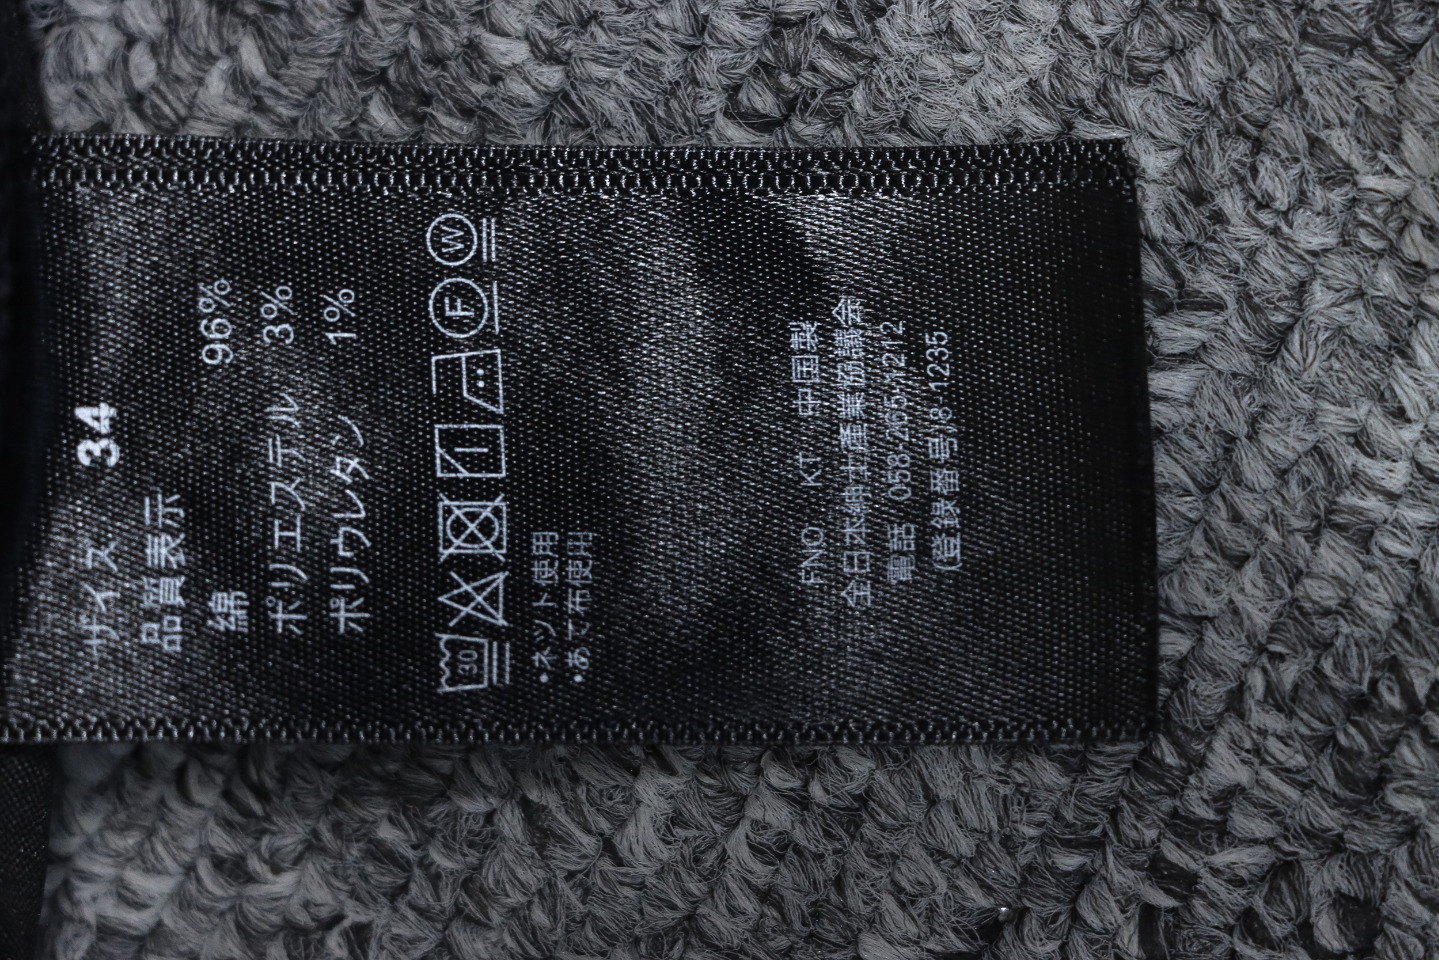 サイズ 34
品質表示
綿 96%
ポリエステル 3%
ポリウレタン 1%
30 F W
・ネット使用
・あて布使用
FNO KT 中国製
全日本紳士産業協議会
電話 058-265-1212
(登録番号)8-1235